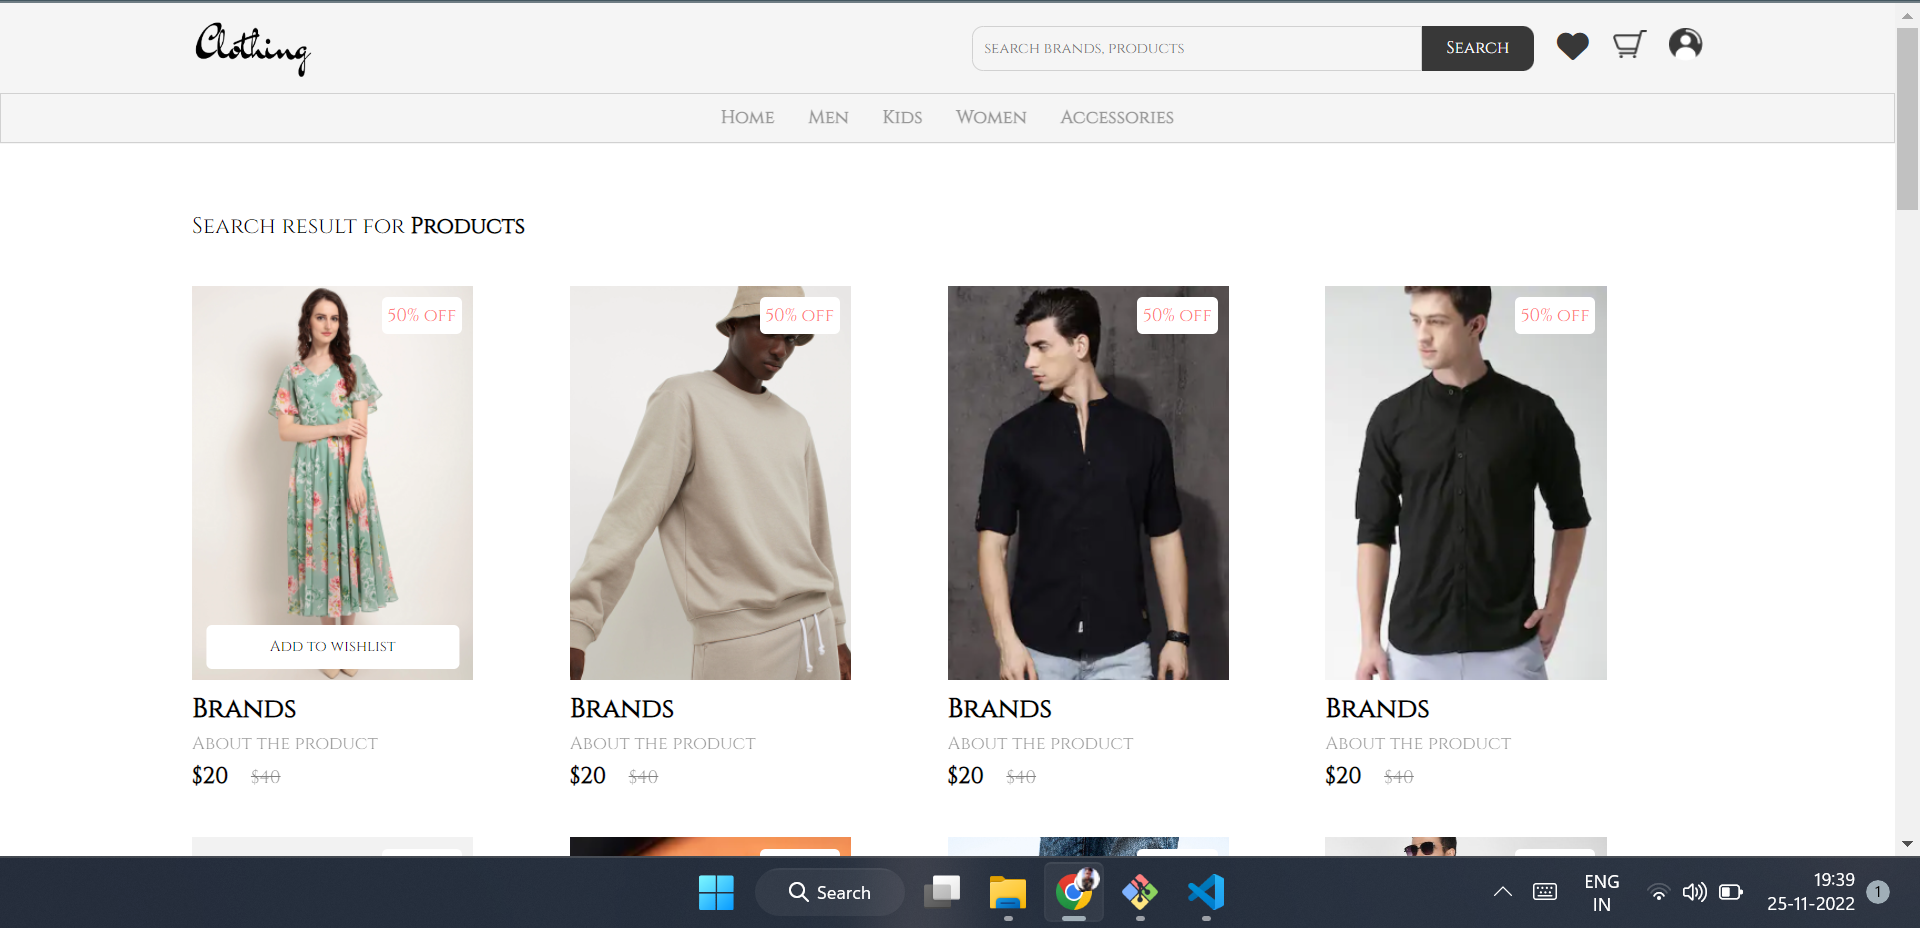 Clothing
SEARCH BRANDS, PRODUCTS
SEARCH
HOME MEN KIDS WOMEN ACCESSORIES
SEARCH RESULT FOR PRODUCTS
50% OFF 50% OFF 50% OFF 50% OFF
ADD TO WISHLIST
BRANDS BRANDS BRANDS BRANDS
ABOUT THE PRODUCT ABOUT THE PRODUCT ABOUT THE PRODUCT ABOUT THE PRODUCT
$20 $40 $20 $40 $20 $40 $20 $40
Search
ENG
IN
19:39
25-11-2022
1